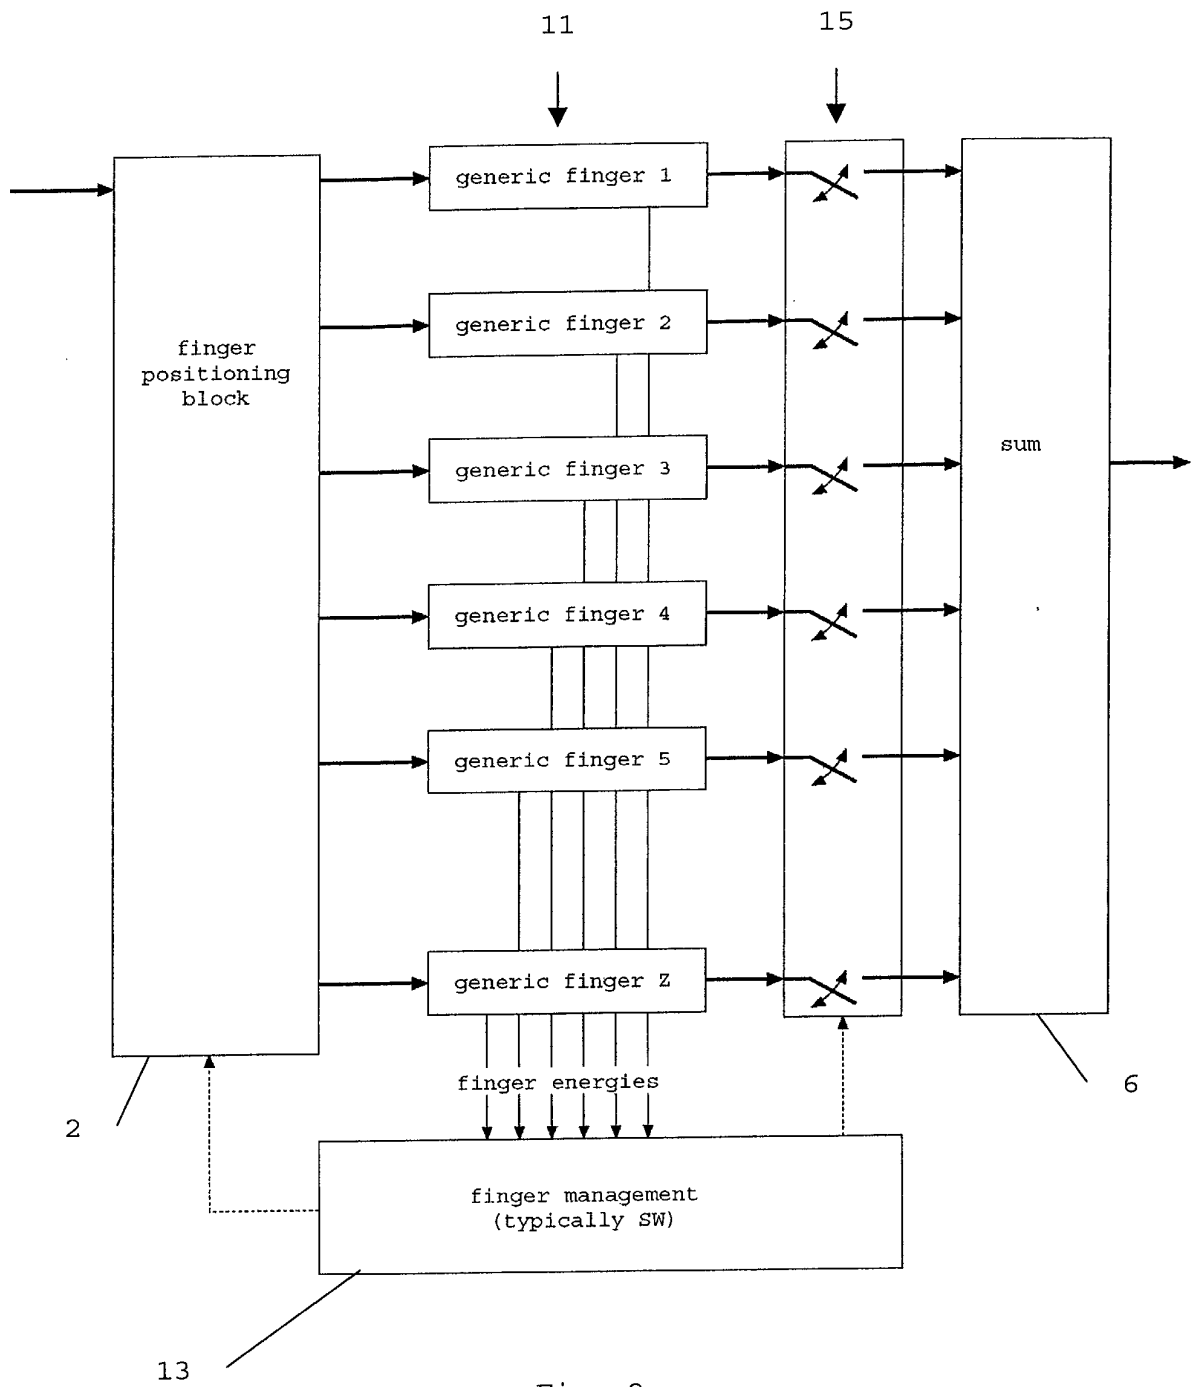 11
15
generic finger 1
generic finger 2
finger
positioning
block
generic finger 3
sum
generic finger 4
generic finger 5
generic finger Z
finger energies
6
2
finger management
(typically SW)
13